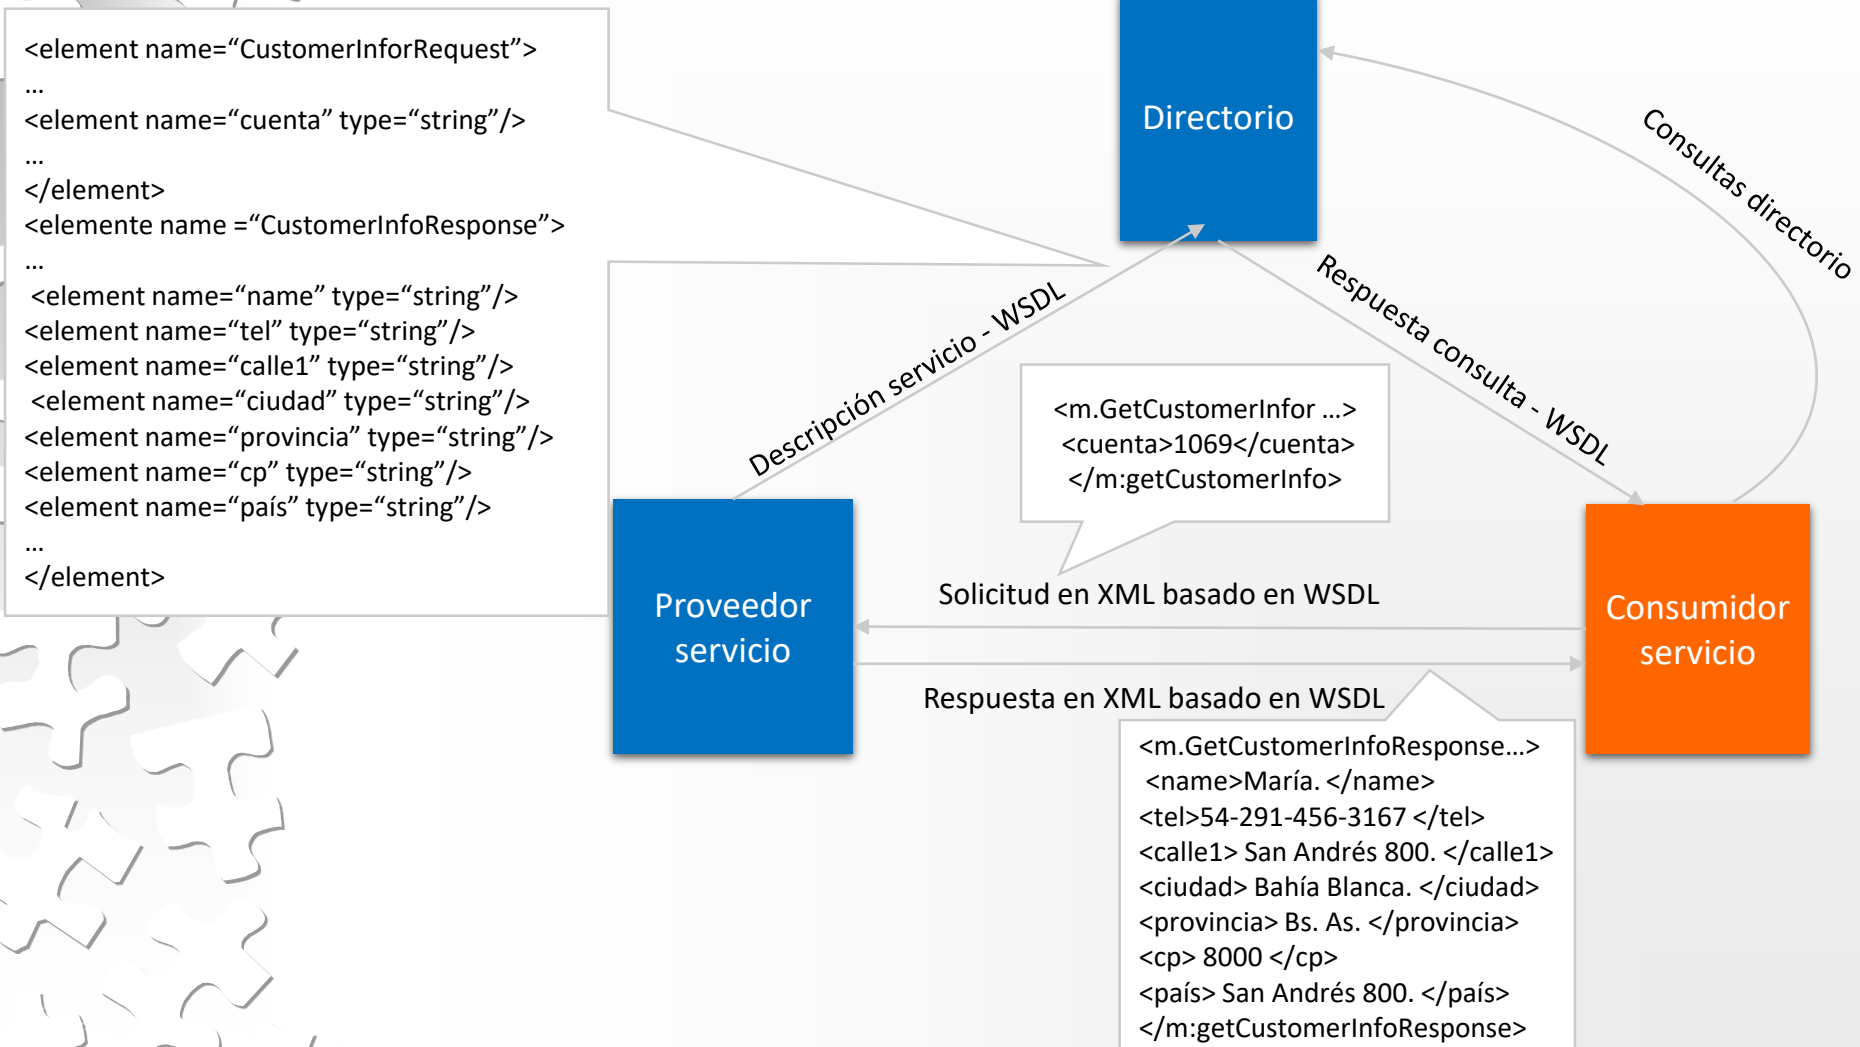 <element name=“CustomerInforRequest”>
...
<element name=“cuenta” type=“string”/>
...
</element>
<elemente name =“CustomerInfoResponse”>
...
<element name=“name” type=“string”/>
<element name=“tel” type=“string”/>
<element name=“calle1” type=“string”/>
<element name=“ciudad” type=“string”/>
<element name=“provincia” type=“string”/>
<element name=“cp” type=“string”/>
<element name=“país” type=“string”/>
...
</element>
Directorio
Consultas directorio
Descripción servicio - WSDL
Respuesta consulta - WSDL
<m.GetCustomerInfor ...>
<cuenta>1069</cuenta>
</m:getCustomerInfo>
Proveedor
servicio
Solicitud en XML basado en WSDL
Respuesta en XML basado en WSDL
Consumidor
servicio
<m.GetCustomerInfoResponse...>
<name>María. </name>
<tel>54-291-456-3167 </tel>
<calle1> San Andrés 800. </calle1>
<ciudad> Bahía Blanca. </ciudad>
<provincia> Bs. As. </provincia>
<cp> 8000 </cp>
<país> San Andrés 800. </país>
</m:getCustomerInfoResponse>